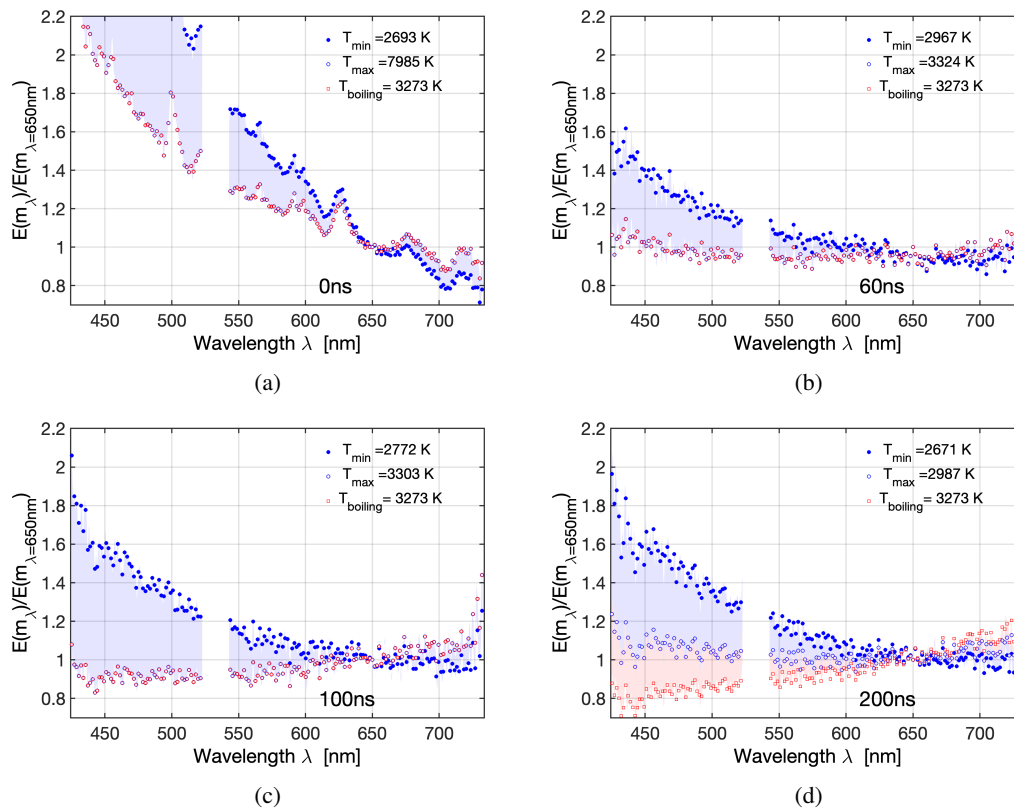 2.2
2
1.8
1.6
1.4
1.2
1
0.8
E(m_λ)/E(m_λ=650nm)
T_min =2693 K
T_max =7985 K
T_boiling = 3273 K
0ns
450 500 550 600 650 700
Wavelength λ [nm]
(a)
2.2
2
1.8
1.6
1.4
1.2
1
0.8
E(m_λ)/E(m_λ=650nm)
T_min =2967 K
T_max =3324 K
T_boiling = 3273 K
60ns
450 500 550 600 650 700
Wavelength λ [nm]
(b)
2.2
2
1.8
1.6
1.4
1.2
1
0.8
E(m_λ)/E(m_λ=650nm)
T_min =2772 K
T_max =3303 K
T_boiling = 3273 K
100ns
450 500 550 600 650 700
Wavelength λ [nm]
(c)
2.2
2
1.8
1.6
1.4
1.2
1
0.8
E(m_λ)/E(m_λ=650nm)
T_min =2671 K
T_max =2987 K
T_boiling = 3273 K
200ns
450 500 550 600 650 700
Wavelength λ [nm]
(d)